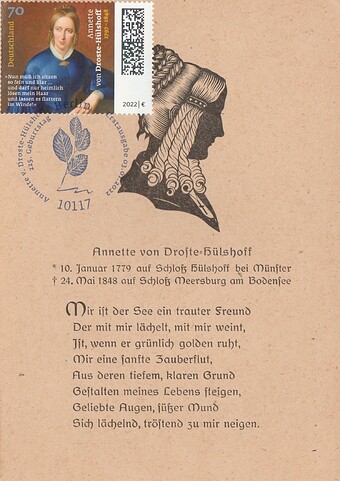 70
Deutschland
Annette
von Droste-Hülshoff
1797–1848
»Nun muß ich sitzen
so fein und klar ...
und darf nur heimlich
lösen mein Haar
und lassen es flattern
im Winde!«
2022 | €
Annette v. Droste-Hülshoff
225. Geburtstag
10117
Annette von Droste-Hülshoff
* 10. Januar 1779 auf Schloß Hülshoff bei Münster
† 24. Mai 1848 auf Schloß Meersburg am Bodensee
Mir ist der See ein trauter Freund
Der mit mir lächelt, mit mir weint,
Ist, wenn er grünlich golden ruht,
Mir eine sanfte Zauberflut,
Aus deren tiefem, klaren Grund
Gestalten meines Lebens steigen,
Geliebte Augen, süßer Mund
Sich lächelnd, tröstend zu mir neigen.